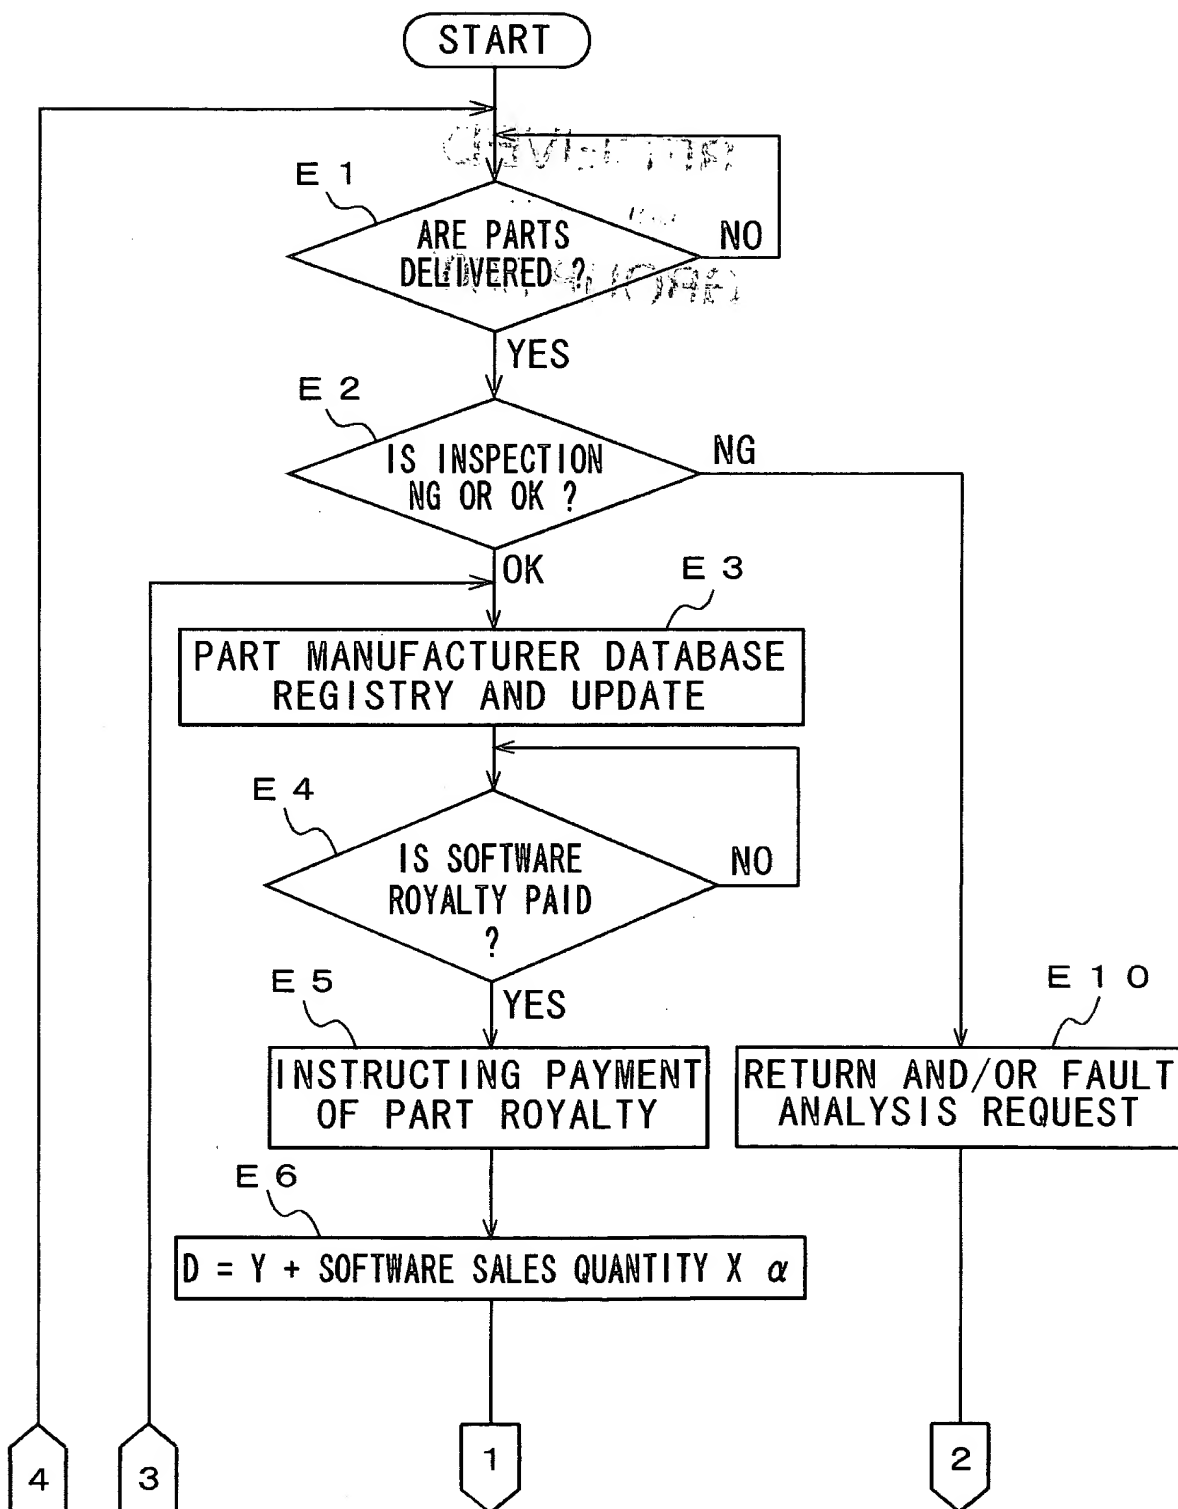 START
E 1
ARE PARTS
DELIVERED ?
NO
YES
E 2
IS INSPECTION
NG OR OK ?
NG
OK
E 3
PART MANUFACTURER DATABASE
REGISTRY AND UPDATE
E 4
IS SOFTWARE
ROYALTY PAID
?
NO
YES
E 5
INSTRUCTING PAYMENT
OF PART ROYALTY
E 1 0
RETURN AND/OR FAULT
ANALYSIS REQUEST
E 6
D = Y + SOFTWARE SALES QUANTITY X α
4
3
1
2